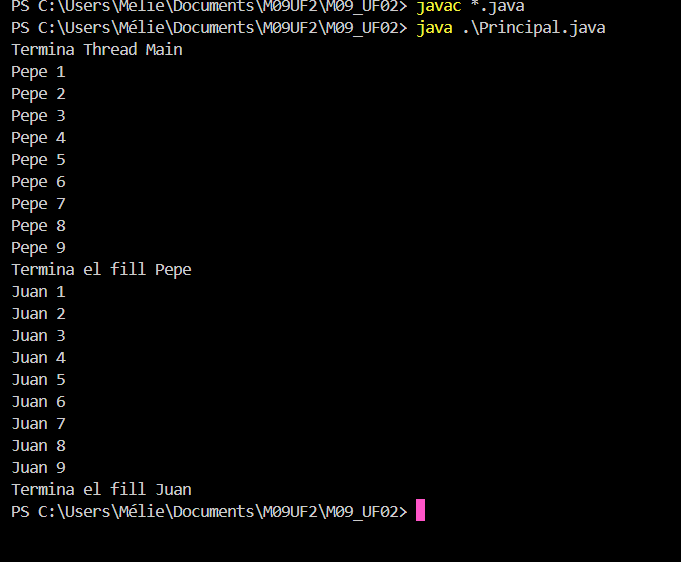 PS C:\Users\Mélie\Documents\M09UF2\M09_UF02> javac *.java
PS C:\Users\Mélie\Documents\M09UF2\M09_UF02> java .\Principal.java
Termina Thread Main
Pepe 1
Pepe 2
Pepe 3
Pepe 4
Pepe 5
Pepe 6
Pepe 7
Pepe 8
Pepe 9
Termina el fill Pepe
Juan 1
Juan 2
Juan 3
Juan 4
Juan 5
Juan 6
Juan 7
Juan 8
Juan 9
Termina el fill Juan
PS C:\Users\Mélie\Documents\M09UF2\M09_UF02>